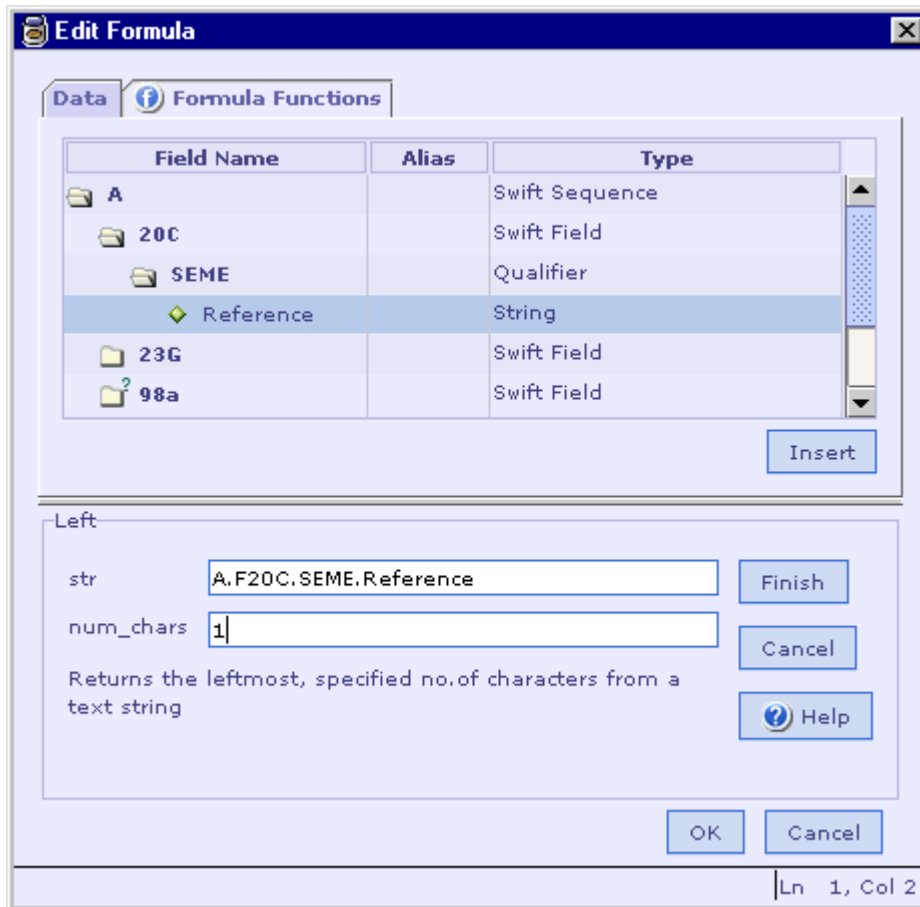 Edit Formula
Data Formula Functions
Field Name Alias Type
A Swift Sequence
20C Swift Field
SEME Qualifier
Reference String
23G Swift Field
98a Swift Field
Insert
Left
str A.F20C.SEME.Reference Finish
num_chars 1
Cancel
Returns the leftmost, specified no.of characters from a
text string
Help
OK Cancel
Ln 1, Col 2